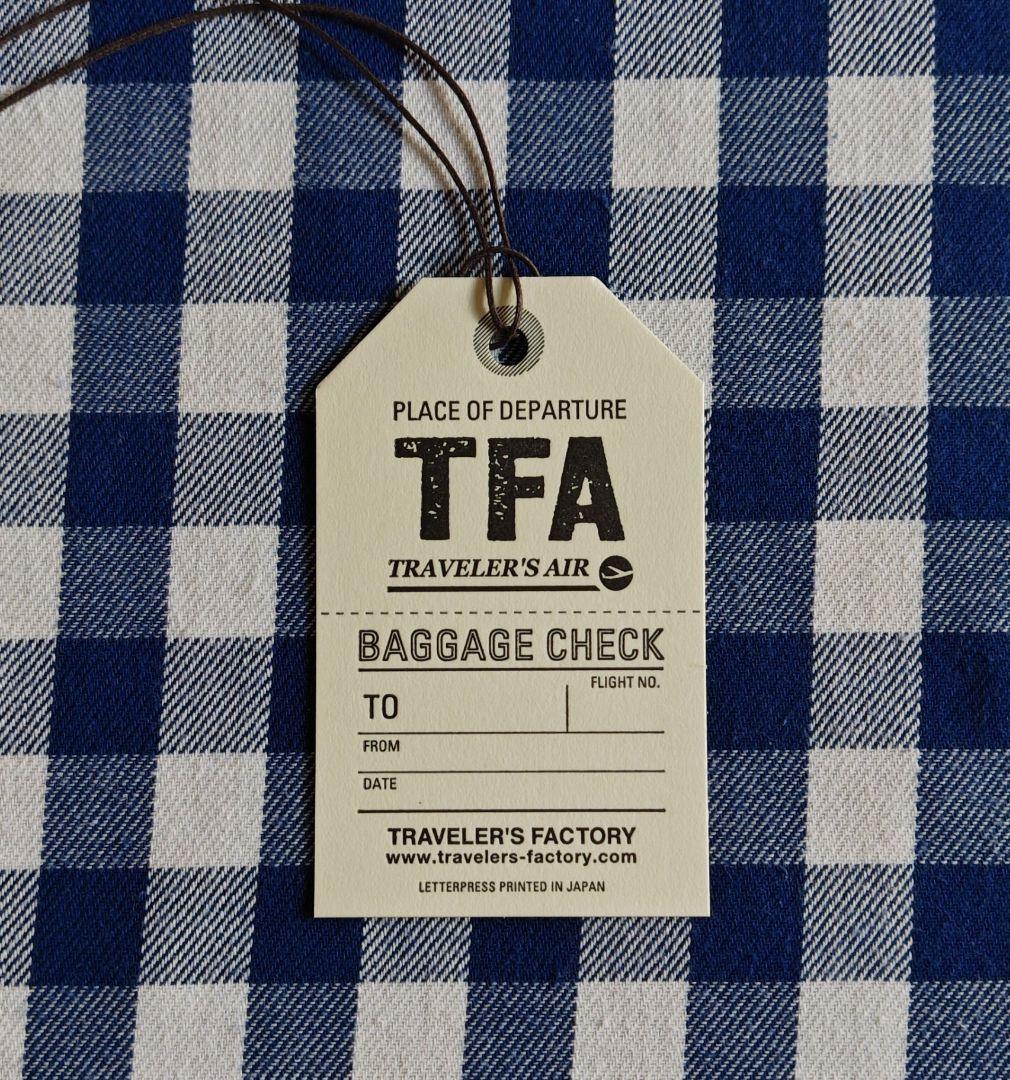 PLACE OF DEPARTURE
TFA
TRAVELER'S AIR
BAGGAGE CHECK
FLIGHT NO.
TO
FROM
DATE
TRAVELER'S FACTORY
www.travelers-factory.com
LETTERPRESS PRINTED IN JAPAN